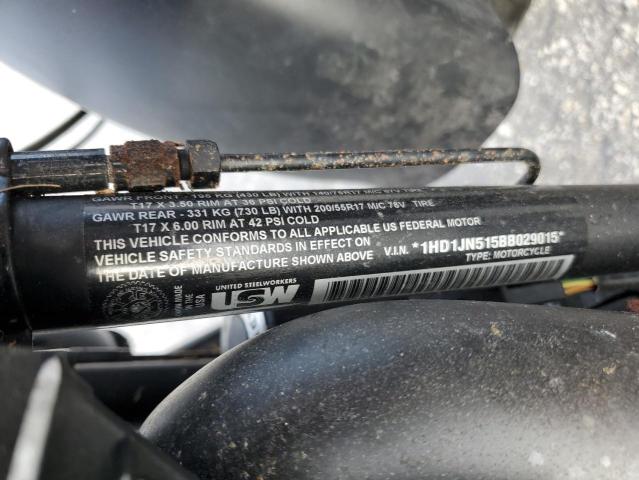 GAWR FRONT
T17 X 3.50 RIM AT 36 PSI COLD
GAWR REAR - 331 KG (730 LB) WITH 200/55R17 M/C 78V TIRE
T17 X 6.00 RIM AT 42 PSI COLD
THIS VEHICLE CONFORMS TO ALL APPLICABLE US FEDERAL MOTOR
VEHICLE SAFETY STANDARDS IN EFFECT ON
THE DATE OF MANUFACTURE SHOWN ABOVE V.I.N. *1HD1JN515BB029015*
TYPE: MOTORCYCLE
MADE
IN THE
USA
UNITED STEELWORKERS
USW